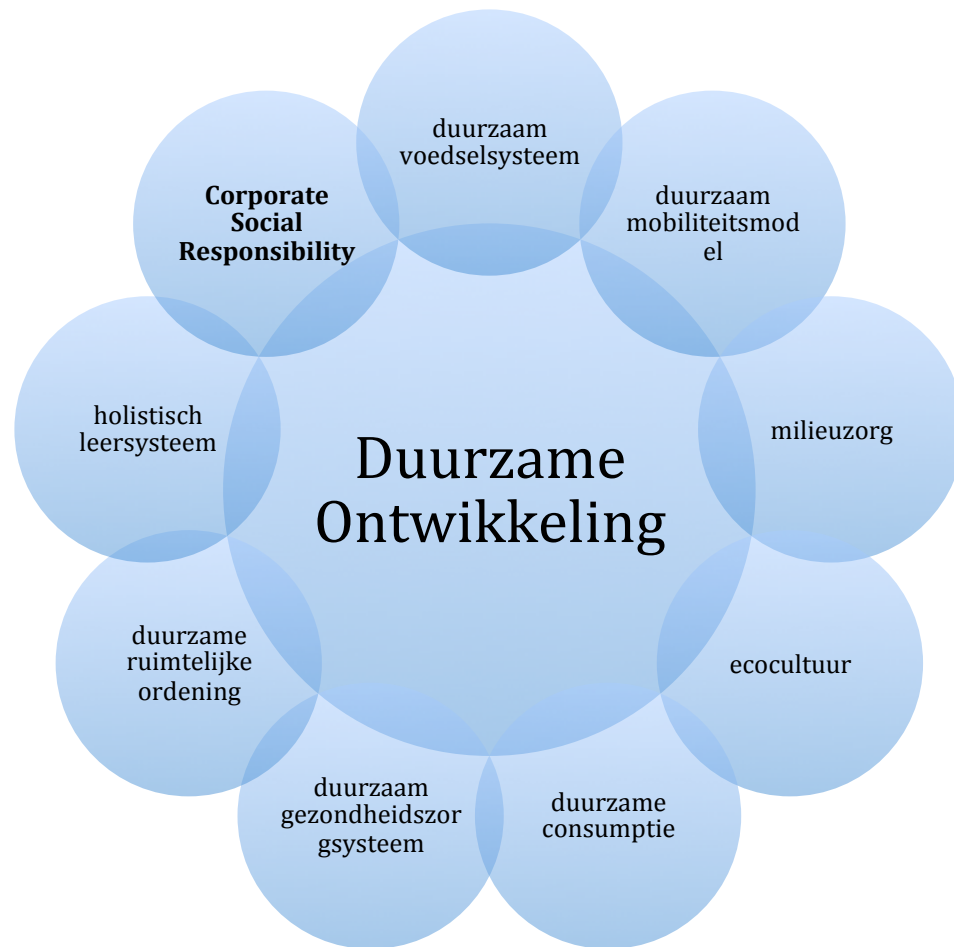 duurzaam
voedselsysteem
duurzaam
mobiliteitsmod
el
milieuzorg
ecocultuur
duurzame
consumptie
duurzaam
gezondheidszor
gsysteem
duurzame
ruimtelijke
ordening
holistisch
leersysteem
Corporate
Social
Responsibility
Duurzame
Ontwikkeling